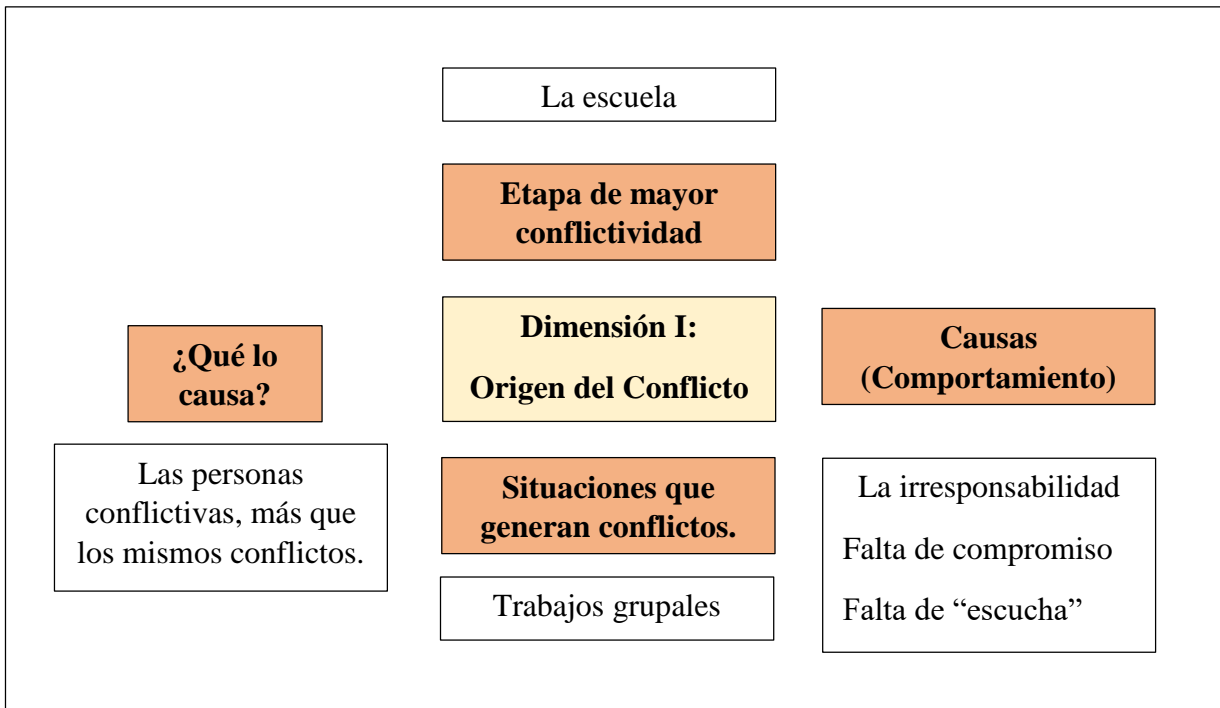 La escuela
Etapa de mayor
conflictividad
Dimensión I:
Origen del Conflicto
¿Qué lo
causa?
Las personas
conflictivas, más que
los mismos conflictos.
Situaciones que
generan conflictos.
Trabajos grupales
Causas
(Comportamiento)
La irresponsabilidad
Falta de compromiso
Falta de “escucha”